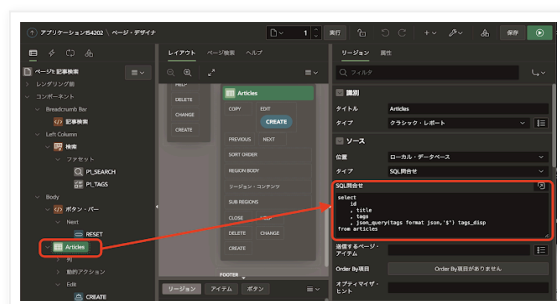 アプリケーション154202 \ ページ・デザイナ
1
実行
保存
レイアウト
ページ検索
ヘルプ
リージョン
属性
ページ1: 記事検索
レンダリング前
コンポーネント
Breadcrumb Bar
記事検索
Left Column
検索
ファセット
P1_SEARCH
P1_TAGS
Body
ボタン・バー
Next
RESET
Articles
列
動的アクション
Edit
CREATE
HELP
DELETE
CHANGE
CREATE
Articles
COPY
EDIT
CREATE
PREVIOUS
NEXT
SORT ORDER
REGION BODY
リージョン・コンテンツ
SUB REGIONS
CLOSE
HELP
DELETE
CHANGE
CREATE
FOOTER
リージョン
アイテム
ボタン
フィルタ
識別
タイトル
Articles
タイプ
クラシック・レポート
ソース
位置
ローカル・データベース
タイプ
SQL問合せ
SQL問合せ
select
id
, title
, tags
, json_query(tags format json,'$') tags_disp
from articles
送信するページ・
アイテム
Order By項目
Order By項目がありません
オプティマイザ・
ヒント